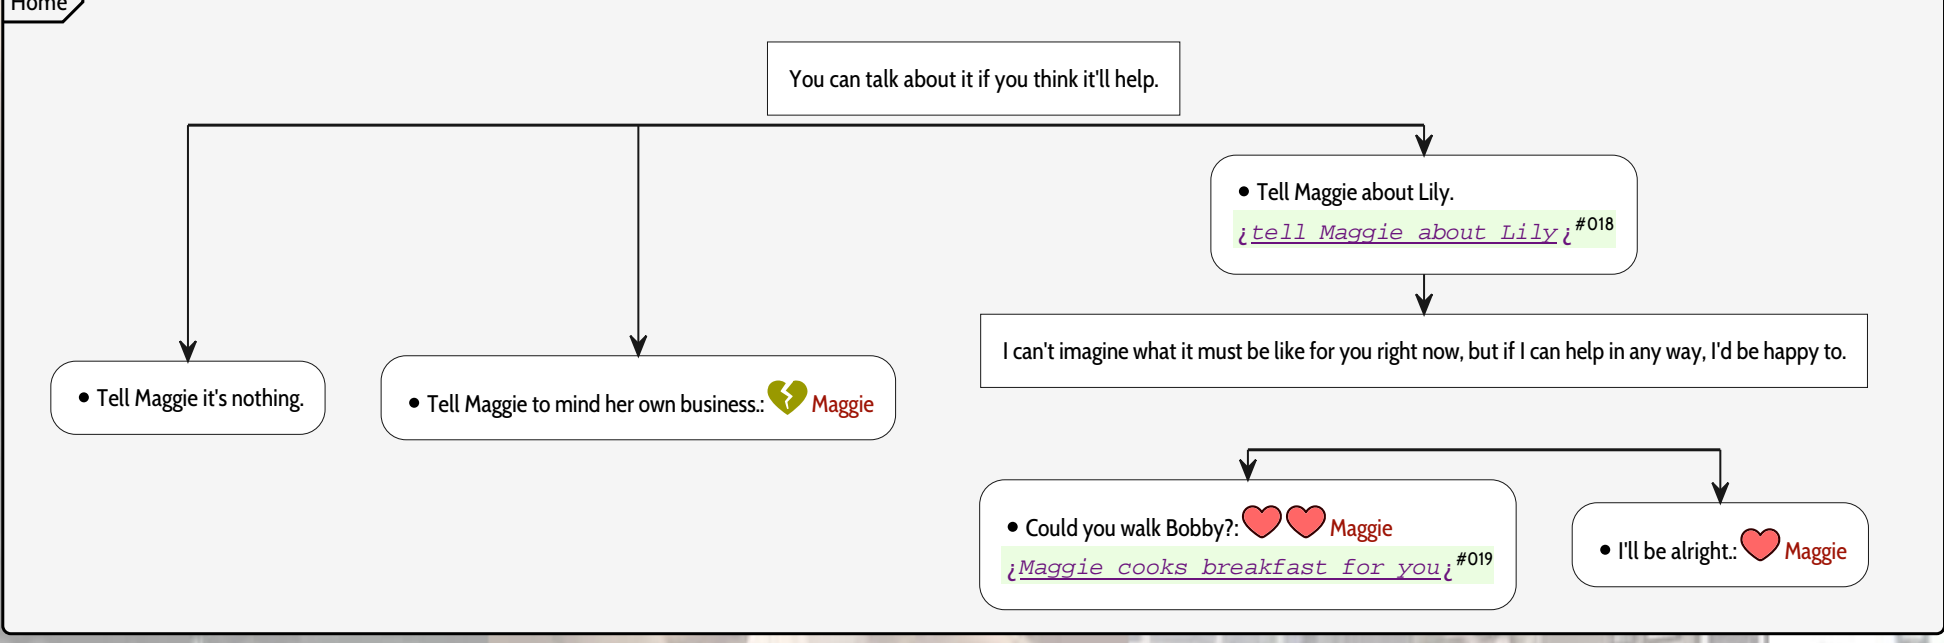 Home
You can talk about it if you think it'll help.
• Tell Maggie about Lily.
¿tell Maggie about Lily¿#018
I can't imagine what it must be like for you right now, but if I can help in any way, I'd be happy to.
• Tell Maggie it's nothing.
• Tell Maggie to mind her own business.: Maggie
• Could you walk Bobby?: Maggie
¿Maggie cooks breakfast for you¿#019
• I'll be alright.: Maggie